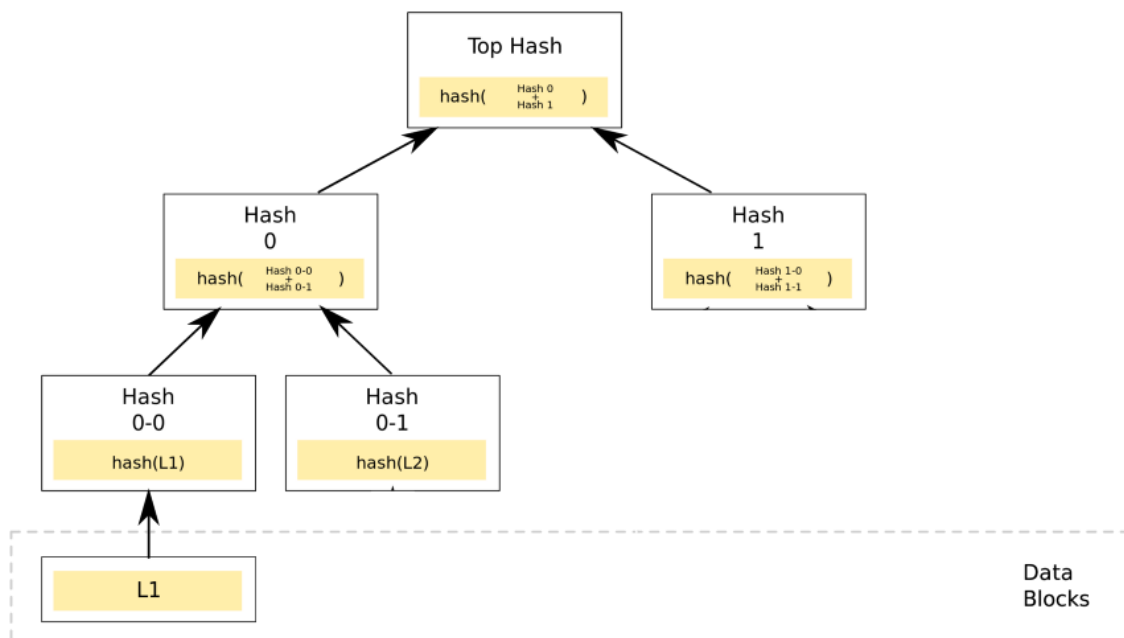 Top Hash
hash( Hash 0 + Hash 1 )
Hash
0
hash( Hash 0-0 + Hash 0-1 )
Hash
1
hash( Hash 1-0 + Hash 1-1 )
Hash
0-0
hash(L1)
Hash
0-1
hash(L2)
L1
Data
Blocks